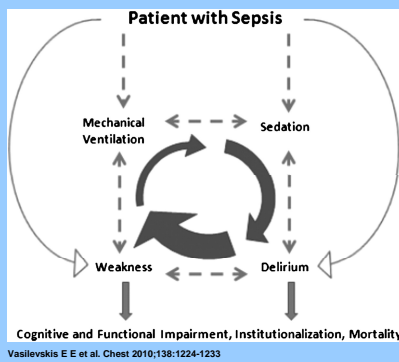 Patient with Sepsis
Mechanical
Ventilation
Sedation
Weakness
Delirium
Cognitive and Functional Impairment, Institutionalization, Mortality
Vasilevskis E E et al. Chest 2010;138:1224-1233